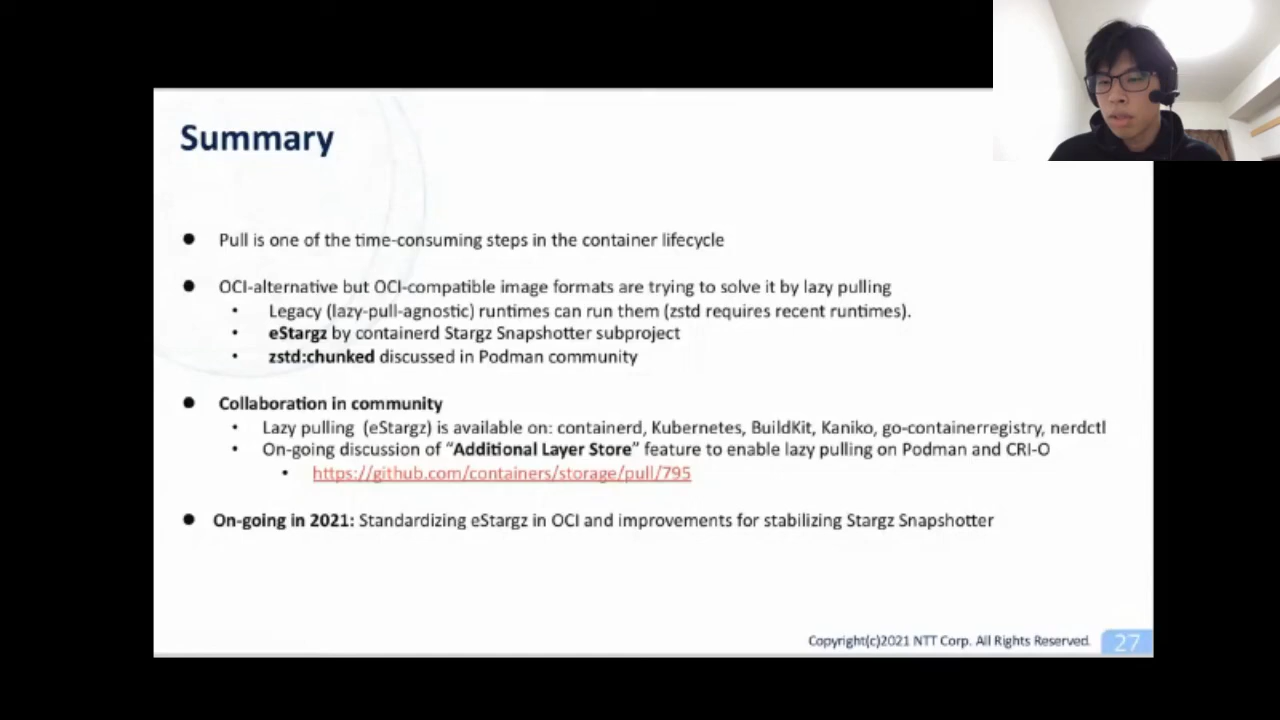 Summary
● Pull is one of the time-consuming steps in the container lifecycle
● OCI-alternative but OCI-compatible image formats are trying to solve it by lazy pulling
• Legacy (lazy-pull-agnostic) runtimes can run them (zstd requires recent runtimes).
• eStargz by containerd Stargz Snapshotter subproject
• zstd:chunked discussed in Podman community
● Collaboration in community
• Lazy pulling (eStargz) is available on: containerd, Kubernetes, BuildKit, Kaniko, go-containerregistry, nerdctl
• On-going discussion of “Additional Layer Store” feature to enable lazy pulling on Podman and CRI-O
• https://github.com/containers/storage/pull/795
● On-going in 2021: Standardizing eStargz in OCI and improvements for stabilizing Stargz Snapshotter
Copyright(c)2021 NTT Corp. All Rights Reserved. 27